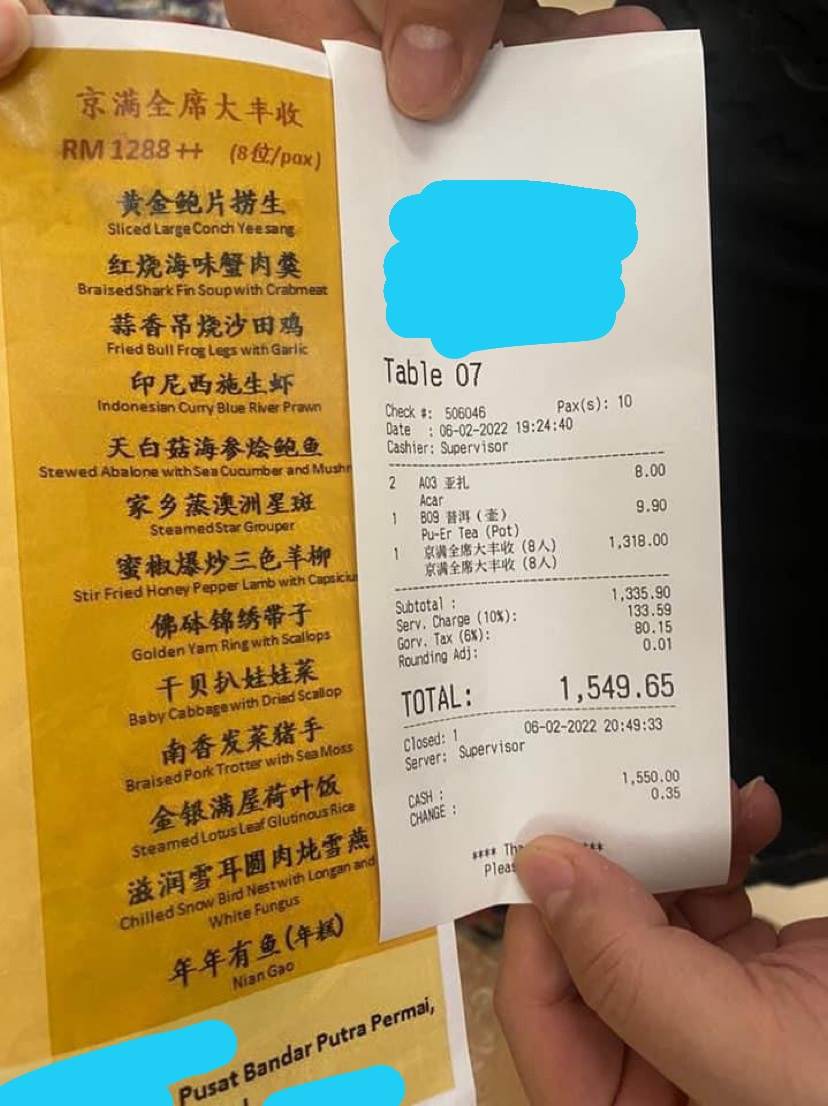 京满全席大丰收
RM 1288++ (8位/pax)
黄金鲍片捞生
Sliced Large Conch Yee sang
红烧海味蟹肉羹
Braised Shark Fin Soup with Crabmeat
蒜香吊烧沙田鸡
Fried Bull Frog Legs with Garlic
印尼西施生虾
Indonesian Curry Blue River Prawn
天白菇海参烩鲍鱼
Stewed Abalone with Sea Cucumber and Mushr
家乡蒸澳洲星斑
Steamed Star Grouper
蜜椒爆炒三色羊柳
Stir Fried Honey Pepper Lamb with Capsiciu
佛砵锦绣带子
Golden Yam Ring with Scallops
干贝扒娃娃菜
Baby Cabbage with Dried Scallop
南香发菜猪手
Braised Pork Trotter with Sea Moss
金银满屋荷叶饭
Steamed Lotus Leaf Glutinous Rice
滋润雪耳圆肉炖雪燕
Chilled Snow Bird Nest with Longan and
White Fungus
年年有鱼(年糕)
Nian Gao
Pusat Bandar Putra Permai,
Table 07
Check #: 506046 Pax(s): 10
Date : 06-02-2022 19:24:40
Cashier: Supervisor
2 A03 亚扎 8.00
Acar
1 B09 普洱 (壶) 9.90
Pu-Er Tea (Pot)
1 京满全席大丰收 (8人) 1,318.00
京满全席大丰收 (8人)
Subtotal : 1,335.90
Serv. Charge (10%): 133.59
Gorv. Tax (6%): 80.15
Rounding Adj: 0.01
TOTAL: 1,549.65
Closed: 1 06-02-2022 20:49:33
Server: Supervisor
CASH : 1,550.00
CHANGE : 0.35
**** Tha **
Pleas